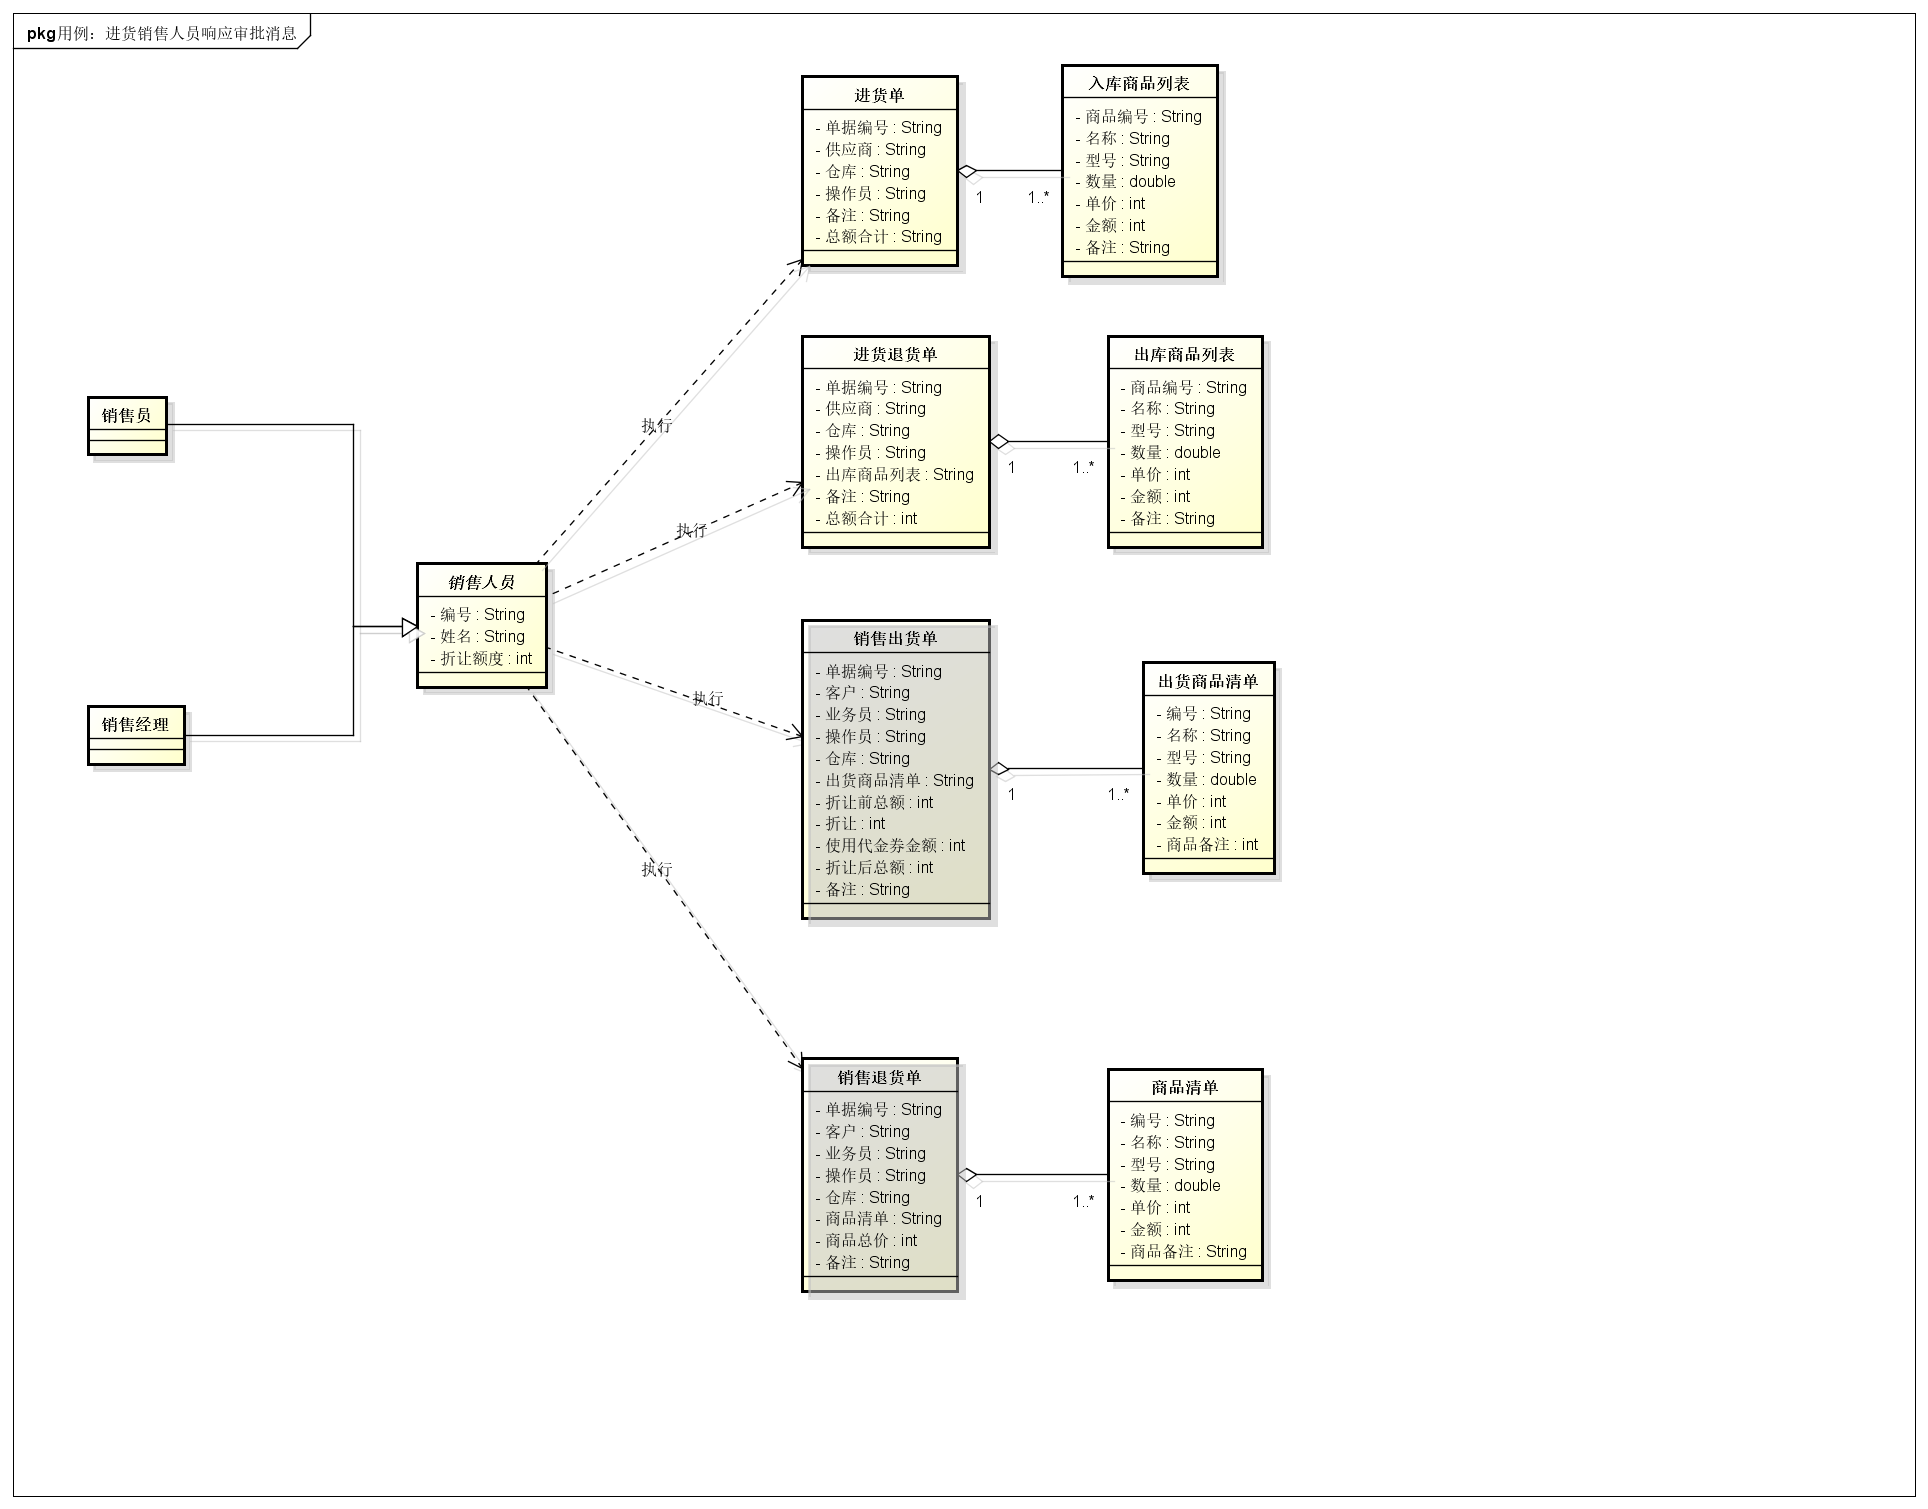 pkg 用例：进货销售人员响应审批消息
进货单
- 单据编号 : String
- 供应商 : String
- 仓库 : String
- 操作员 : String
- 备注 : String
- 总额合计 : String
1
1..*
入库商品列表
- 商品编号 : String
- 名称 : String
- 型号 : String
- 数量 : double
- 单价 : int
- 金额 : int
- 备注 : String
进货退货单
- 单据编号 : String
- 供应商 : String
- 仓库 : String
- 操作员 : String
- 出库商品列表 : String
- 备注 : String
- 总额合计 : int
1
1..*
出库商品列表
- 商品编号 : String
- 名称 : String
- 型号 : String
- 数量 : double
- 单价 : int
- 金额 : int
- 备注 : String
销售员
执行
执行
销售人员
- 编号 : String
- 姓名 : String
- 折让额度 : int
销售经理
执行
执行
销售出货单
- 单据编号 : String
- 客户 : String
- 业务员 : String
- 操作员 : String
- 仓库 : String
- 出货商品清单 : String
- 折让前总额 : int
- 折让 : int
- 使用代金券金额 : int
- 折让后总额 : int
- 备注 : String
1
1..*
出货商品清单
- 编号 : String
- 名称 : String
- 型号 : String
- 数量 : double
- 单价 : int
- 金额 : int
- 商品备注 : int
销售退货单
- 单据编号 : String
- 客户 : String
- 业务员 : String
- 操作员 : String
- 仓库 : String
- 商品清单 : String
- 商品总价 : int
- 备注 : String
1
1..*
商品清单
- 编号 : String
- 名称 : String
- 型号 : String
- 数量 : double
- 单价 : int
- 金额 : int
- 商品备注 : String